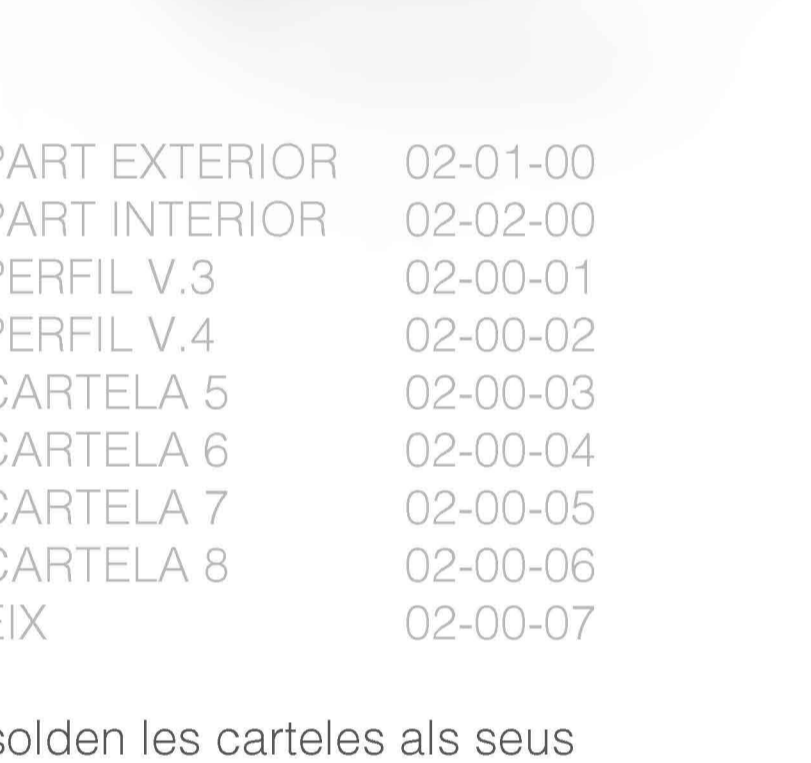 PART EXTERIOR 02-01-00
PART INTERIOR 02-02-00
PERFIL V.3 02-00-01
PERFIL V.4 02-00-02
CARTELA 5 02-00-03
CARTELA 6 02-00-04
CARTELA 7 02-00-05
CARTELA 8 02-00-06
EIX 02-00-07
solden les carteles als seus